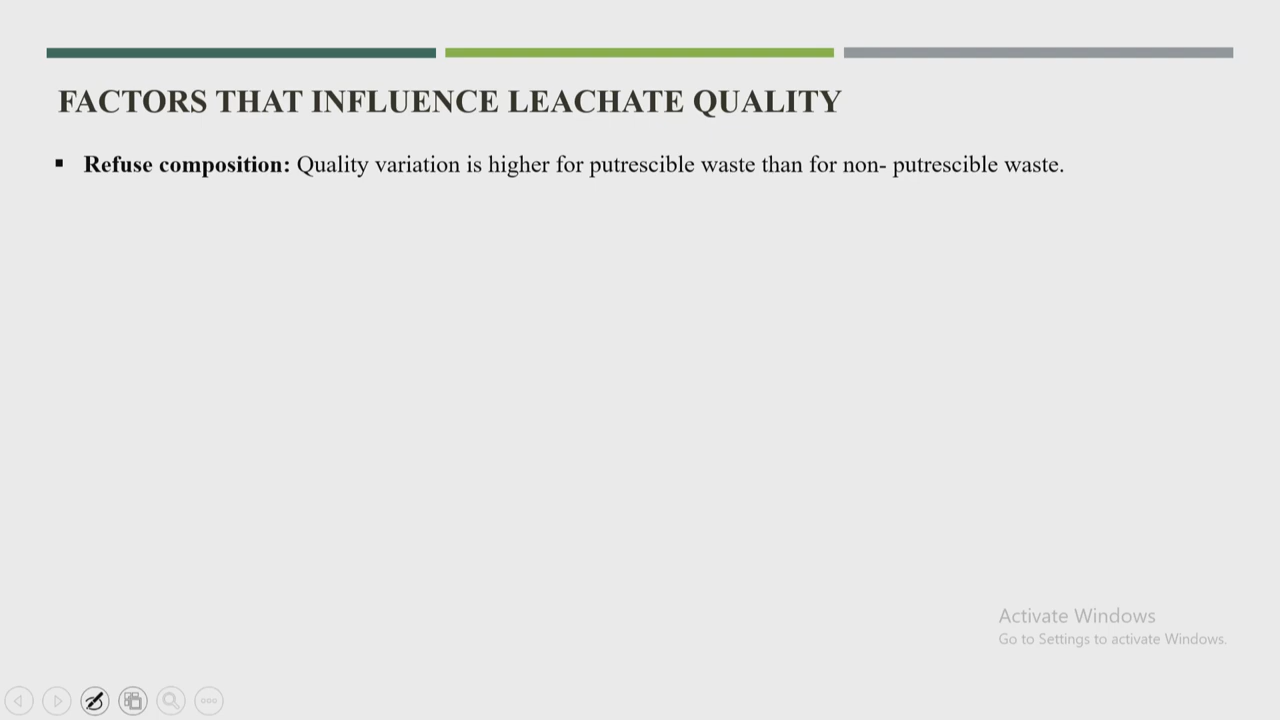 FACTORS THAT INFLUENCE LEACHATE QUALITY
▪ Refuse composition: Quality variation is higher for putrescible waste than for non- putrescible waste.
Activate Windows
Go to Settings to activate Windows.